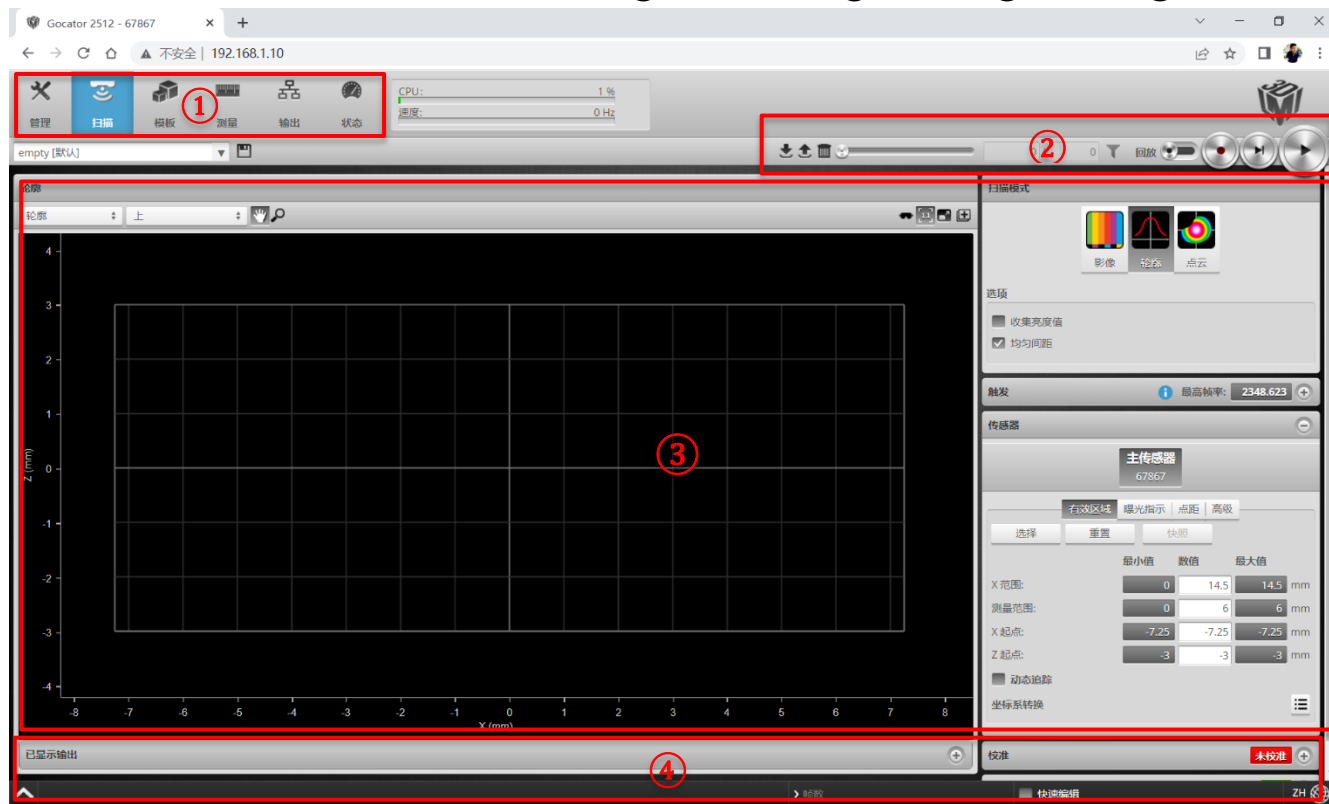 Gocator 2512 - 67867
不安全 | 192.168.1.10
管理 扫描 模板 测量 输出 状态
①
CPU: 1 %
速度: 0 Hz
empty [默认]
②
0 回放
轮廓
轮廓 上
Z (mm)
4
3
2
1
0
-1
-2
-3
-4
-8 -7 -6 -5 -4 -3 -2 -1 0 1 2 3 4 5 6 7 8
X (mm)
③
扫描模式
影像 轮廓 点云
选项
收集亮度值
均匀间距
触发 最高帧率: 2348.623
传感器
主传感器
67867
有效区域 曝光指示 点距 高级
选择 重置 快照
最小值 数值 最大值
X 范围: 0 14.5 14.5 mm
测量范围: 0 6 6 mm
X 起点: -7.25 -7.25 -7.25 mm
Z 起点: -3 -3 -3 mm
动态追踪
坐标系转换
已显示输出
④
校准 未校准
帧数 快速编辑 ZH